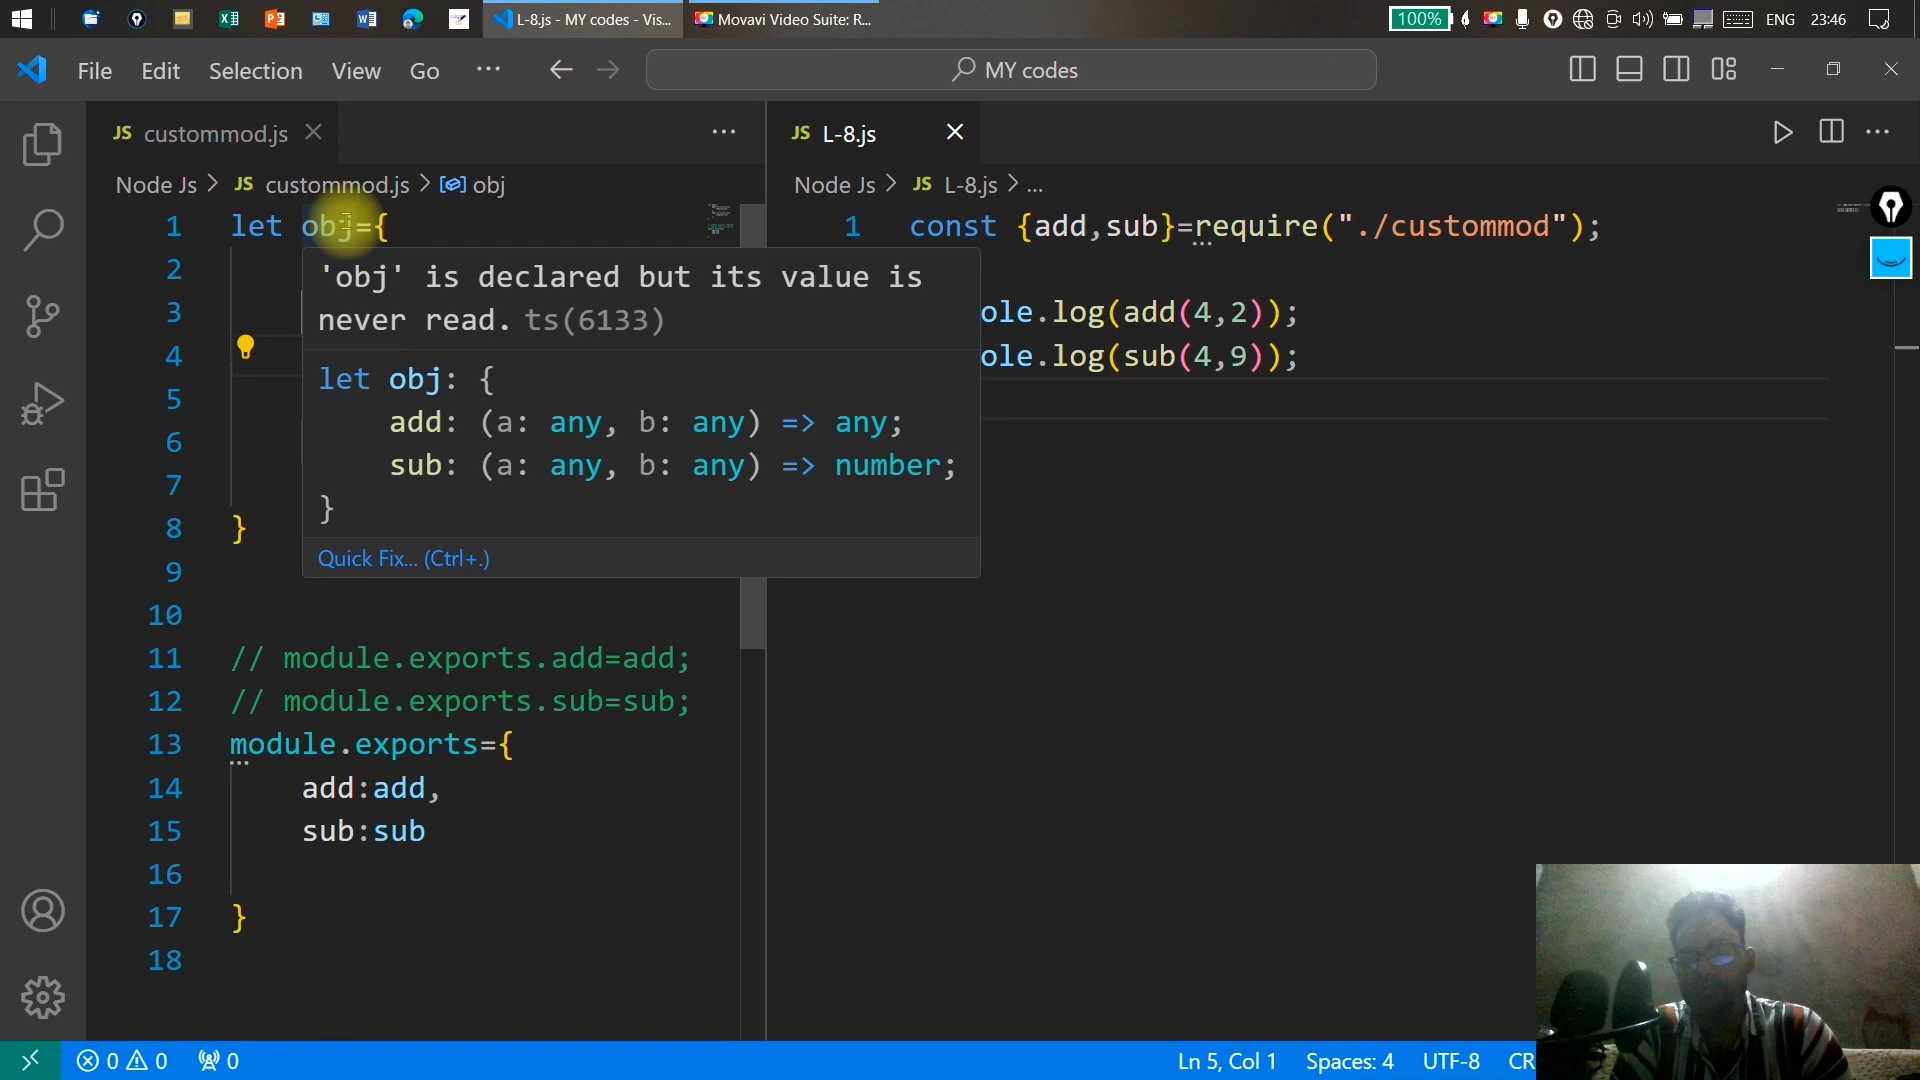 L-8.js - MY codes - Vis...
Movavi Video Suite: R...
100%
ENG
23:46
File
Edit
Selection
View
Go
...
MY codes
JS custommod.js
...
JS L-8.js
...
Node Js > JS custommod.js > obj
Node Js > JS L-8.js > ...
1 let obj={
2
3
4
5
6
7
8 }
9
10
11 // module.exports.add=add;
12 // module.exports.sub=sub;
13 module.exports={
14 add:add,
15 sub:sub
16
17 }
18
'obj' is declared but its value is
never read. ts(6133)
let obj: {
add: (a: any, b: any) => any;
sub: (a: any, b: any) => number;
}
Quick Fix... (Ctrl+.)
1 const {add,sub}=require("./custommod");
ole.log(add(4,2));
ole.log(sub(4,9));
0
0
0
Ln 5, Col 1
Spaces: 4
UTF-8
CR